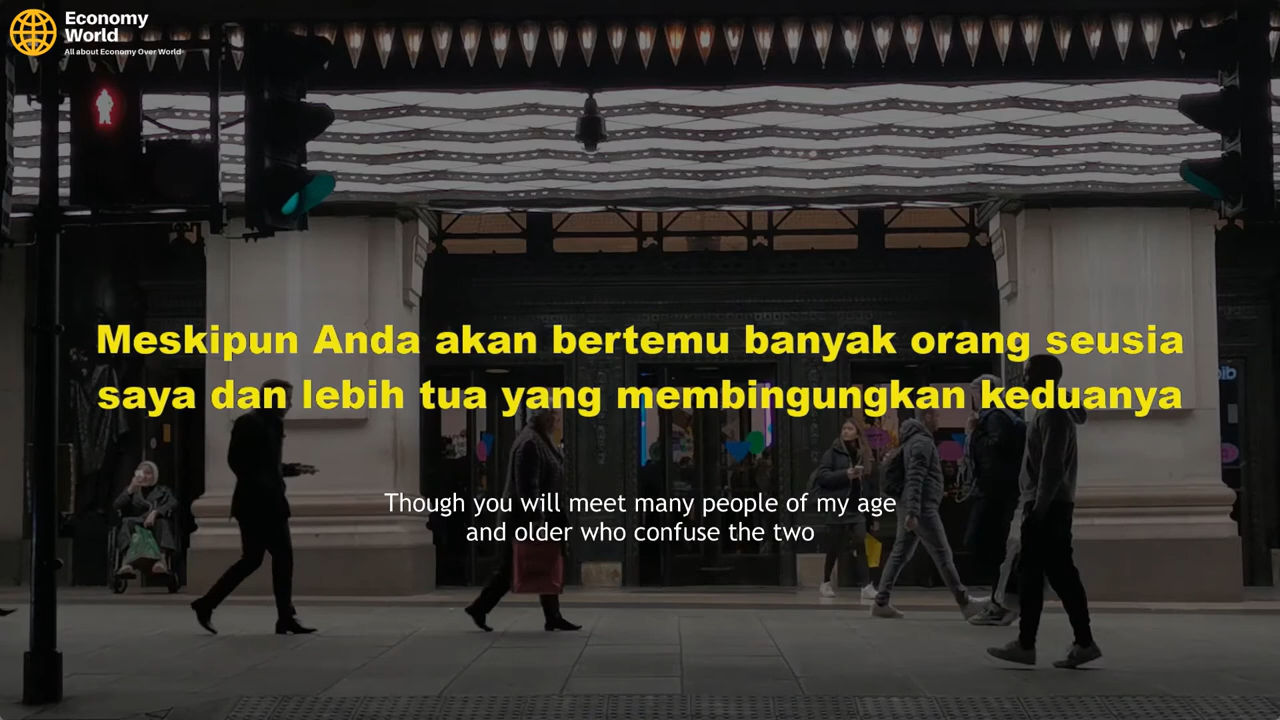 Economy
World
All about Economy Over World
Meskipun Anda akan bertemu banyak orang seusia
saya dan lebih tua yang membingungkan keduanya
Though you will meet many people of my age
and older who confuse the two